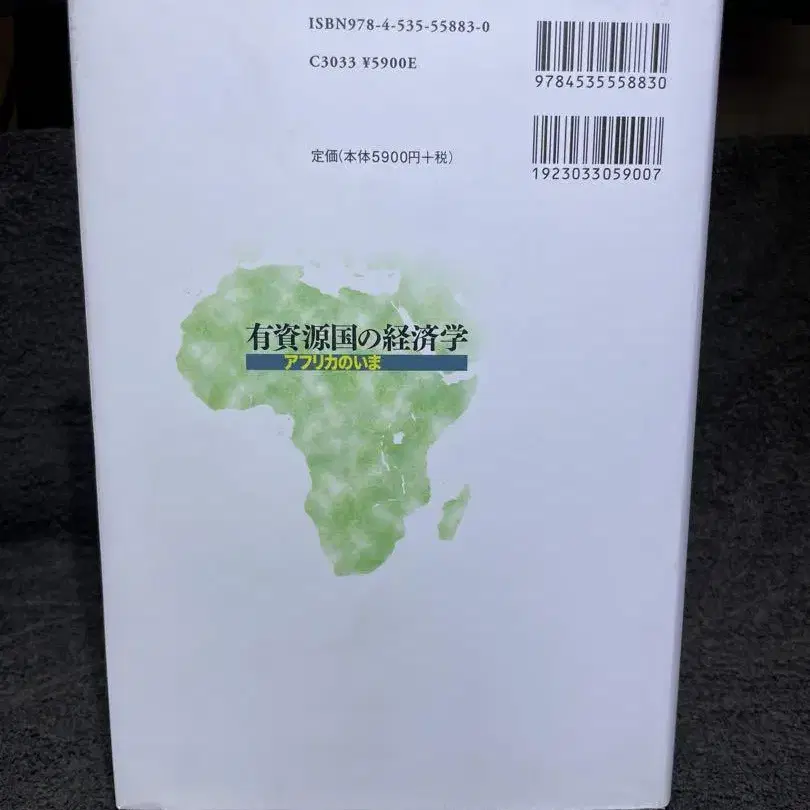 ISBN978-4-535-55883-0
C3033 ¥5900E
9784535558830
定価(本体5900円+税)
1923033059007
有資源国の経済学
アフリカのいま